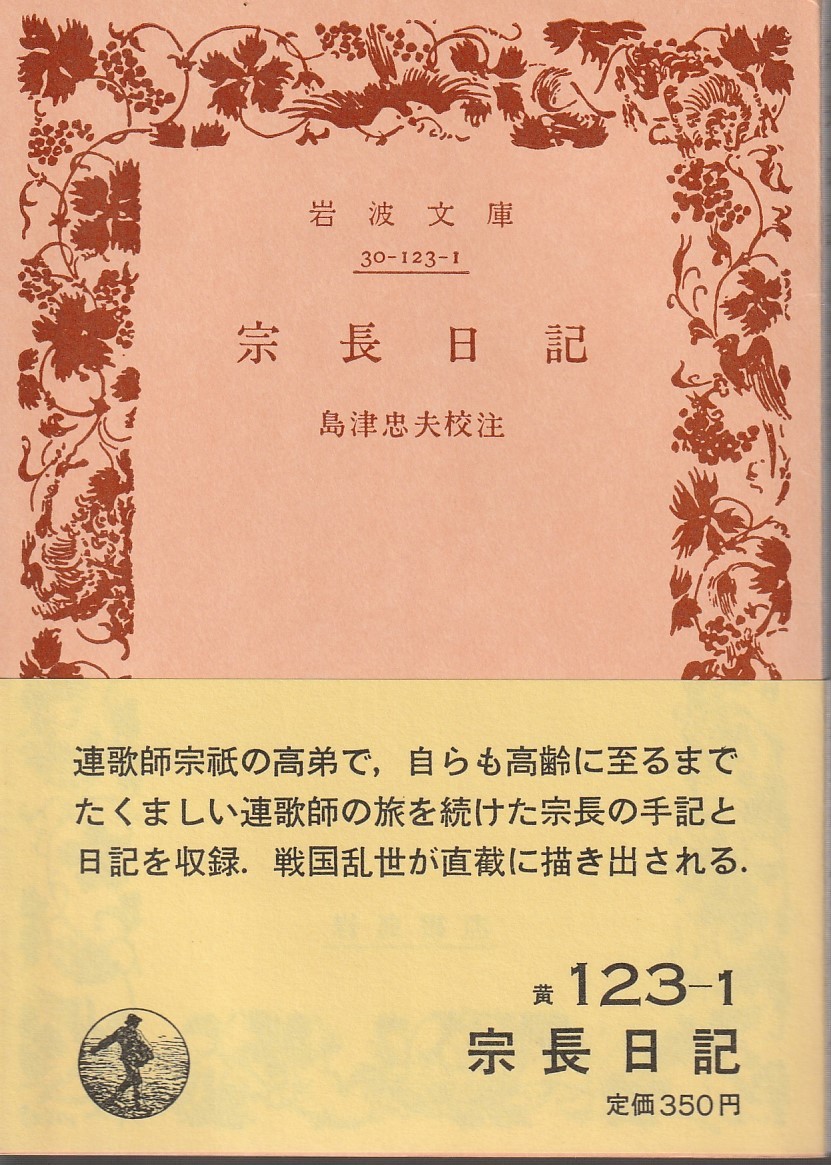 岩波文庫
30-123-1
宗長日記
島津忠夫校注
連歌師宗祇の高弟で，自らも高齢に至るまで
たくましい連歌師の旅を続けた宗長の手記と
日記を収録．戦国乱世が直截に描き出される．
黄 123-1
宗長日記
定価350円